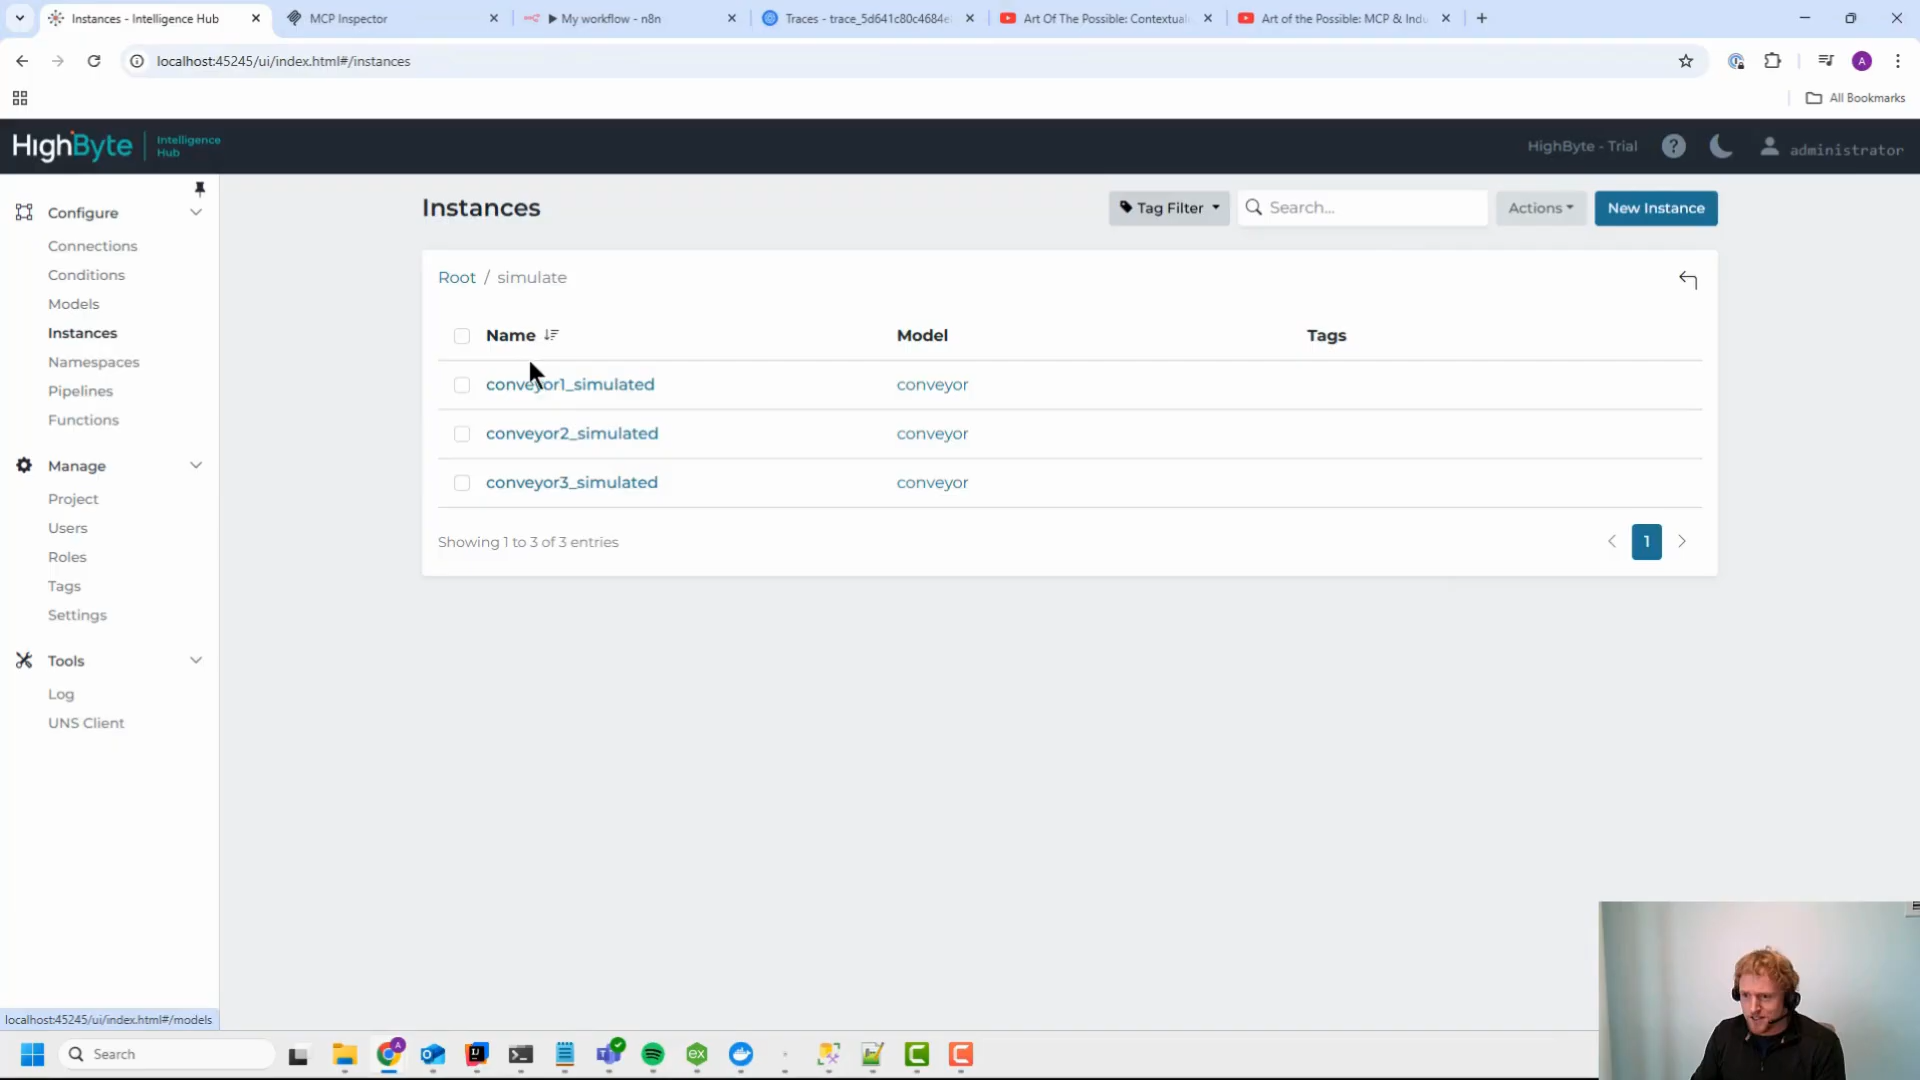 Instances - Intelligence Hub
MCP Inspector
My workflow - n8n
Traces - trace_5d641c80c4684e
Art Of The Possible: Contextual
Art of the Possible: MCP & Indu
localhost:45245/ui/index.html#/instances
A
All Bookmarks
HighByte
Intelligence
Hub
HighByte - Trial
?
administrator
Configure
Connections
Conditions
Models
Instances
Namespaces
Pipelines
Functions
Manage
Project
Users
Roles
Tags
Settings
Tools
Log
UNS Client
Instances
Tag Filter
Search...
Actions
New Instance
Root / simulate
Name
Model
Tags
conveyor1_simulated
conveyor
conveyor2_simulated
conveyor
conveyor3_simulated
conveyor
Showing 1 to 3 of 3 entries
1
localhost:45245/ui/index.html#/models
Search
A
ex